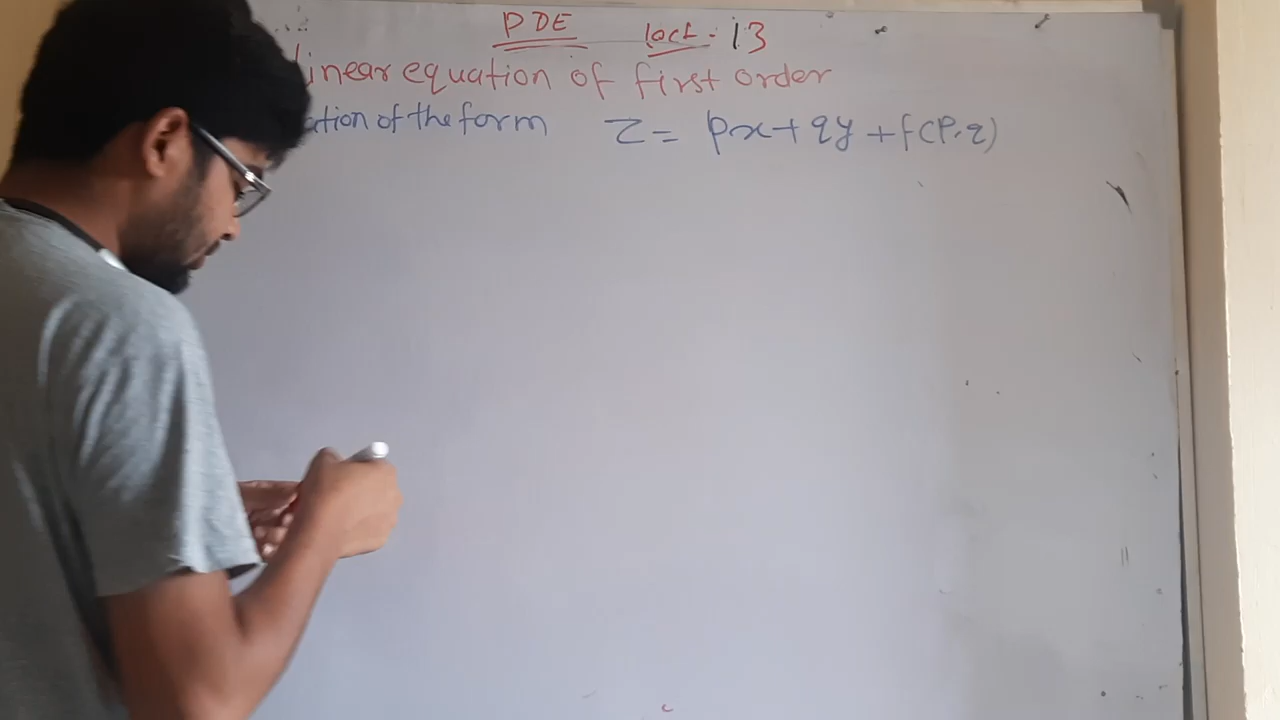 PDE lect. 13
linear equation of first order
ation of the form z = px + qy + f(p,q)